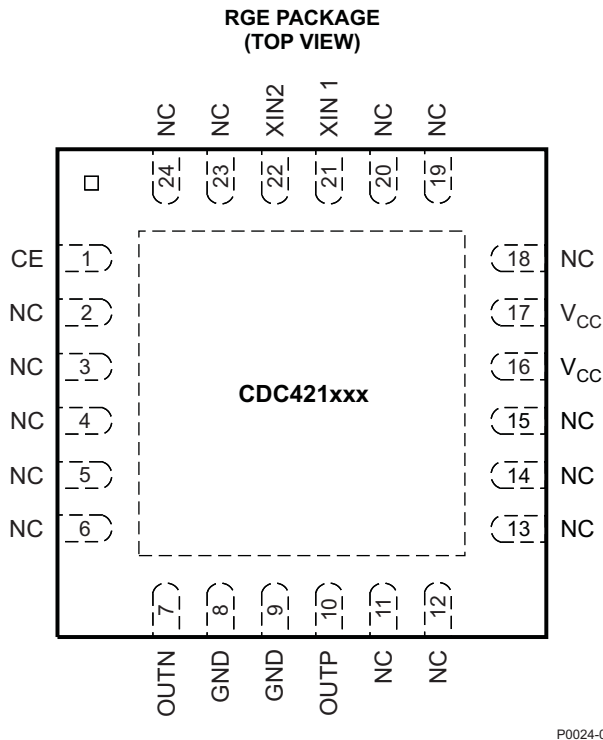 RGE PACKAGE
(TOP VIEW)
NC NC XIN2 XIN 1 NC NC
24 23 22 21 20 19
CE 1 18 NC
NC 2 17 VCC
NC 3 16 VCC
CDC421xxx
NC 4 15 NC
NC 5 14 NC
NC 6 13 NC
7 8 9 10 11 12
OUTN GND GND OUTP NC NC
P0024-0